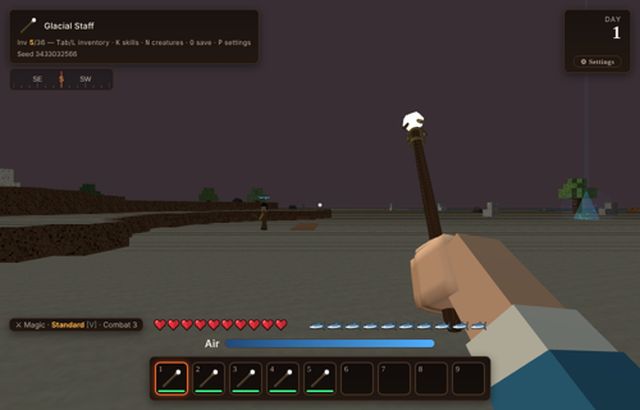 Glacial Staff
Inv 5/36 — Tab/L inventory · K skills · N creatures · 0 save · P settings
Seed 3433032566
SE S SW
DAY
1
⚙ Settings
⚔ Magic · Standard [V] · Combat 3
Air
1 2 3 4 5 6 7 8 9